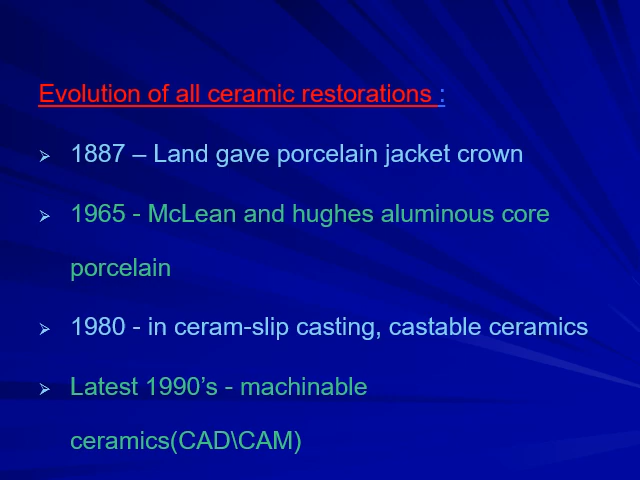 Evolution of all ceramic restorations :
➢ 1887 – Land gave porcelain jacket crown
➢ 1965 - McLean and hughes aluminous core
porcelain
➢ 1980 - in ceram-slip casting, castable ceramics
➢ Latest 1990’s - machinable
ceramics(CAD\CAM)